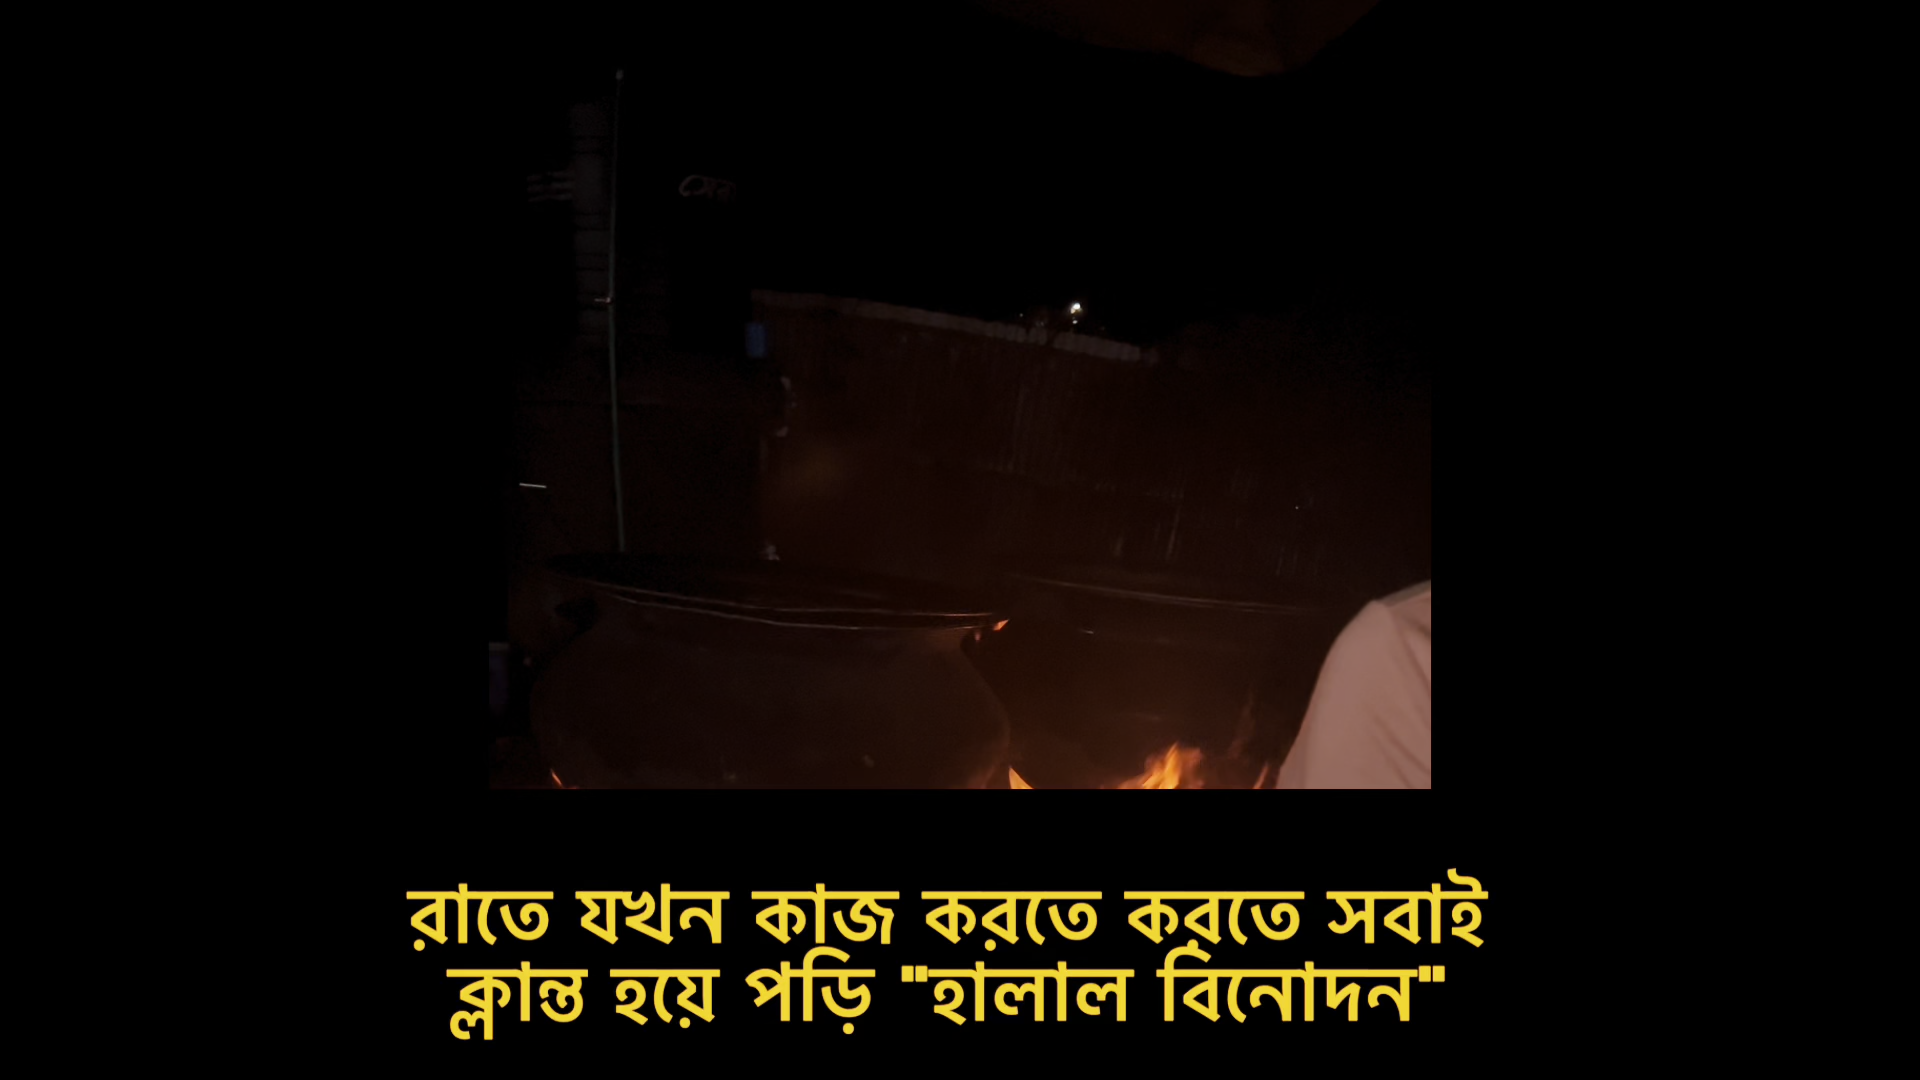 রাতে যখন কাজ করতে করতে সবাই
ক্লান্ত হয়ে পড়ি "হালাল বিনোদন"